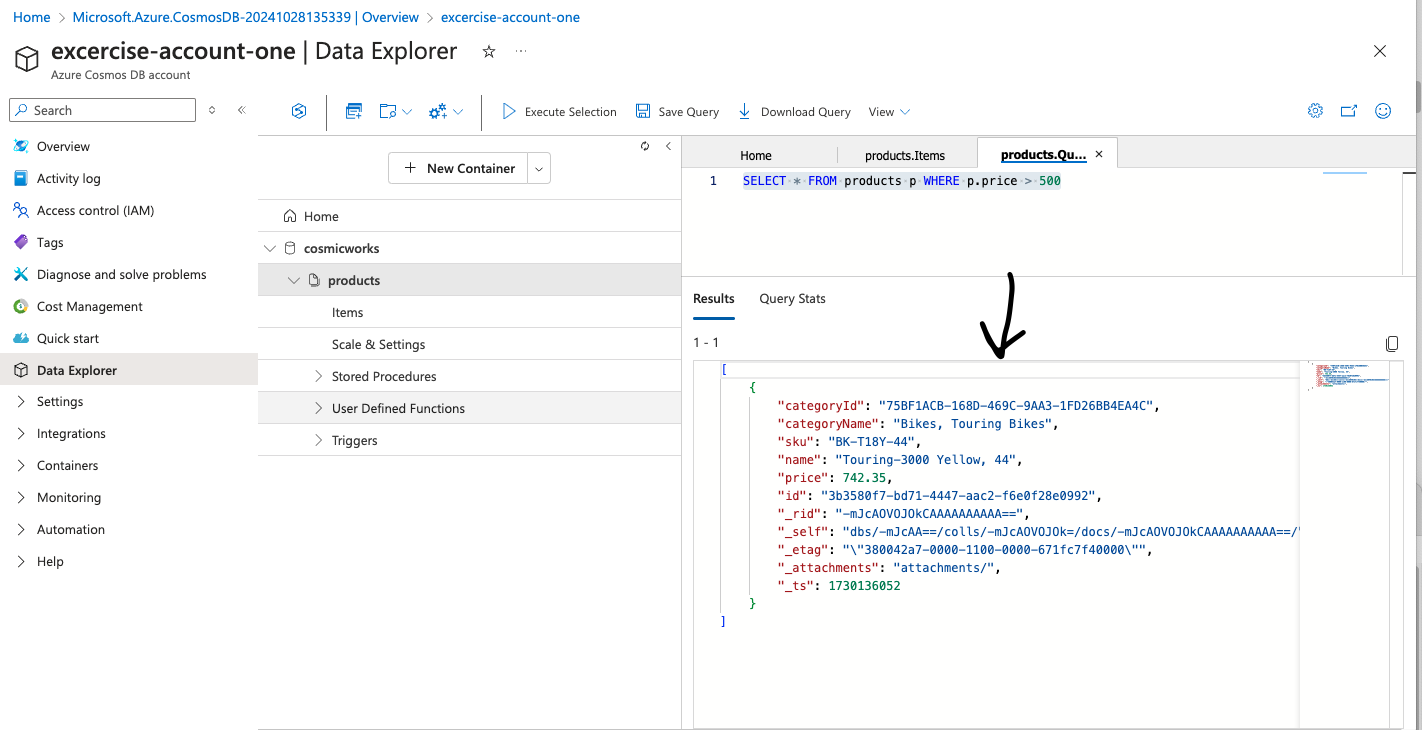 Home > Microsoft.Azure.CosmosDB-20241028135339 | Overview > excercise-account-one
excercise-account-one | Data Explorer
Azure Cosmos DB account
Search
Execute Selection
Save Query
Download Query
View
Overview
Activity log
Access control (IAM)
Tags
Diagnose and solve problems
Cost Management
Quick start
Data Explorer
Settings
Integrations
Containers
Monitoring
Automation
Help
+ New Container
Home
cosmicworks
products
Items
Scale & Settings
Stored Procedures
User Defined Functions
Triggers
Home
products.Items
products.Qu...
1 SELECT * FROM products p WHERE p.price > 500
Results
Query Stats
1 - 1
[
{
"categoryId": "75BF1ACB-168D-469C-9AA3-1FD26BB4EA4C",
"categoryName": "Bikes, Touring Bikes",
"sku": "BK-T18Y-44",
"name": "Touring-3000 Yellow, 44",
"price": 742.35,
"id": "3b3580f7-bd71-4447-aac2-f6e0f28e0992",
"_rid": "-mJcAOVOJOkCAAAAAAAAAA==",
"_self": "dbs/-mJcAA==/colls/-mJcAOVOJOk=/docs/-mJcAOVOJOkCAAAAAAAAAA==/"
"_etag": "\"380042a7-0000-1100-0000-671fc7f40000\"",
"_attachments": "attachments/",
"_ts": 1730136052
}
]